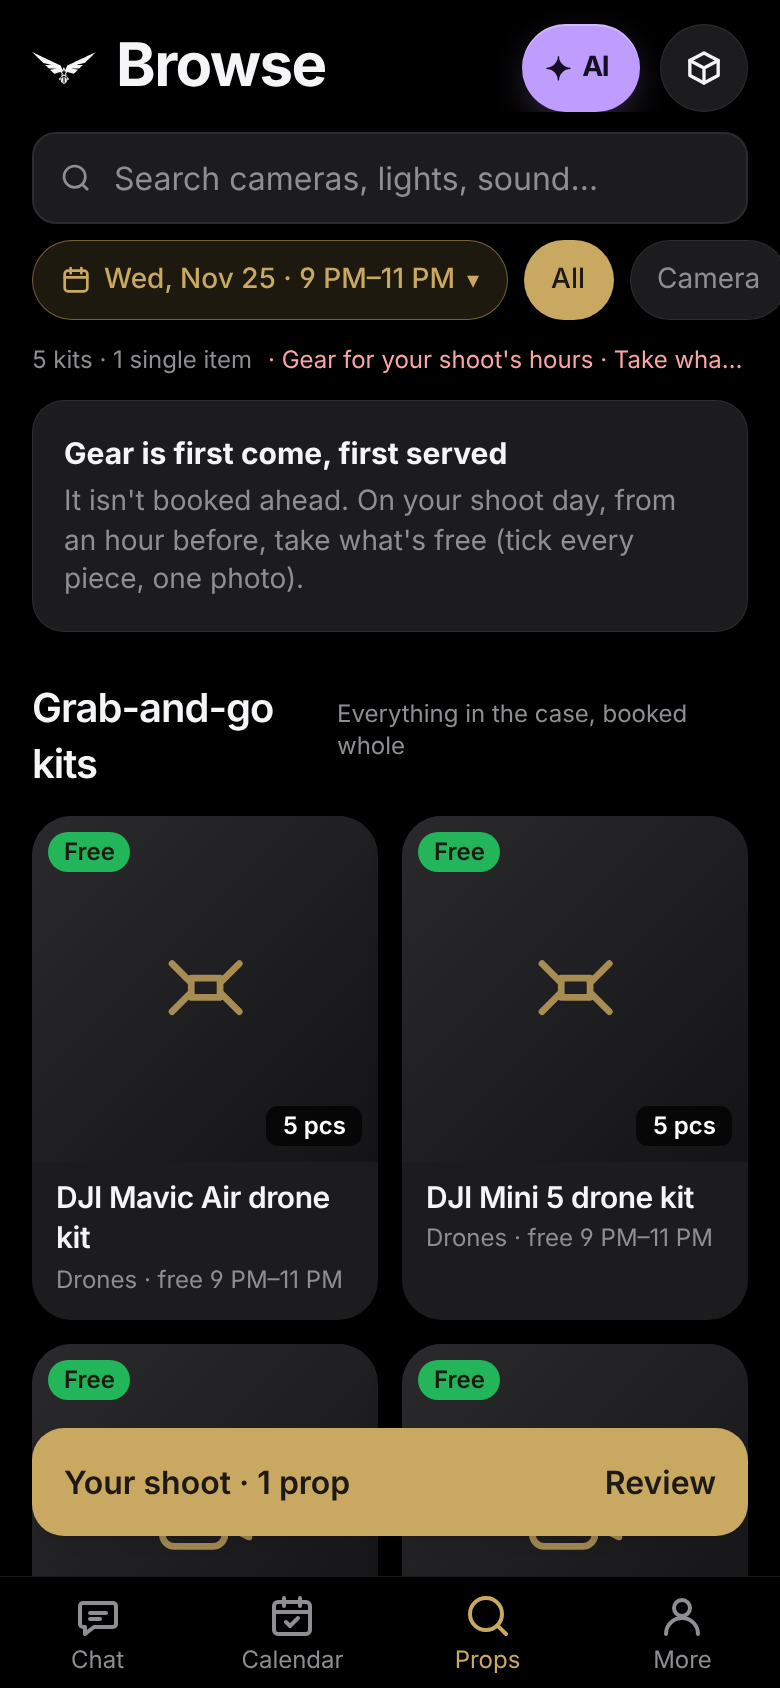 Browse
AI
Search cameras, lights, sound...
Wed, Nov 25 · 9 PM–11 PM ▾
All
Camera
5 kits · 1 single item · Gear for your shoot's hours · Take wha...
Gear is first come, first served
It isn't booked ahead. On your shoot day, from
an hour before, take what's free (tick every
piece, one photo).
Grab-and-go
kits
Everything in the case, booked
whole
Free
5 pcs
DJI Mavic Air drone
kit
Drones · free 9 PM–11 PM
Free
5 pcs
DJI Mini 5 drone kit
Drones · free 9 PM–11 PM
Free
Free
Your shoot · 1 prop
Review
Chat
Calendar
Props
More